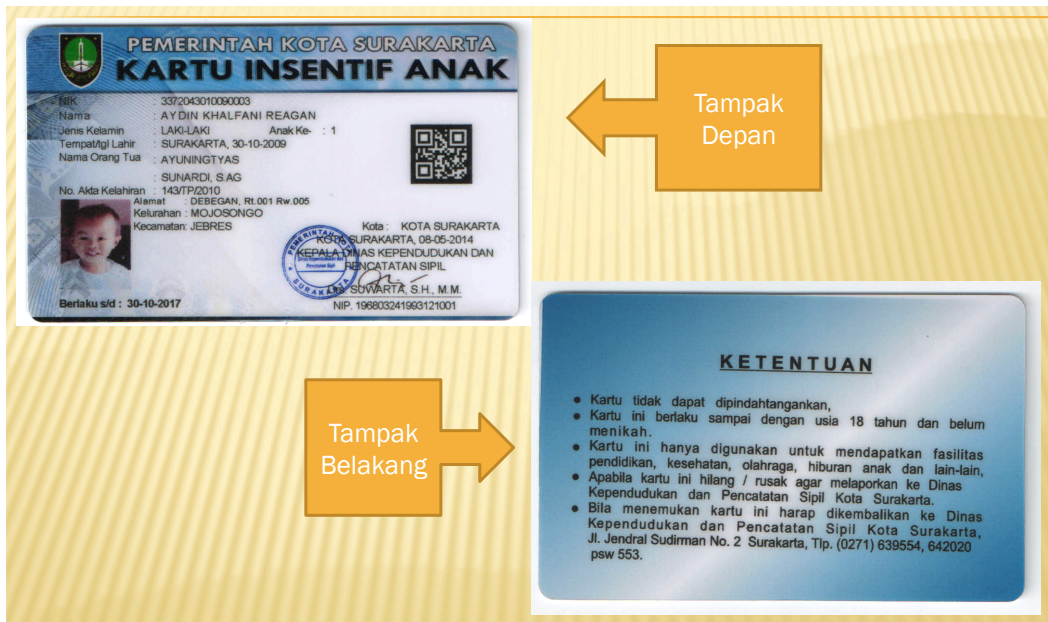 PEMERINTAH KOTA SURAKARTA
KARTU INSENTIF ANAK
NIK : 3372043010090003
Nama : AYDIN KHALFANI REAGAN
Jenis Kelamin : LAKI-LAKI Anak Ke- : 1
Tempat/tgl Lahir : SURAKARTA, 30-10-2009
Nama Orang Tua : AYUNINGTYAS
: SUNARDI, S.AG
No. Akta Kelahiran : 143/TP/2010
Alamat : DEBEGAN, Rt.001 Rw.005
Kelurahan : MOJOSONGO
Kecamatan: JEBRES
Kota : KOTA SURAKARTA
KOTA SURAKARTA, 08-05-2014
KEPALA DINAS KEPENDUDUKAN DAN
PENCATATAN SIPIL
Drs. SUWARTA, S.H., M.M.
NIP. 196803241993121001
Berlaku s/d : 30-10-2017
Tampak
Depan
Tampak
Belakang
KETENTUAN
• Kartu tidak dapat dipindahtangankan,
• Kartu ini berlaku sampai dengan usia 18 tahun dan belum
menikah.
• Kartu ini hanya digunakan untuk mendapatkan fasilitas
pendidikan, kesehatan, olahraga, hiburan anak dan lain-lain,
• Apabila kartu ini hilang / rusak agar melaporkan ke Dinas
Kependudukan dan Pencatatan Sipil Kota Surakarta.
• Bila menemukan kartu ini harap dikembalikan ke Dinas
Kependudukan dan Pencatatan Sipil Kota Surakarta,
Jl. Jendral Sudirman No. 2 Surakarta, Tlp. (0271) 639554, 642020
psw 553.